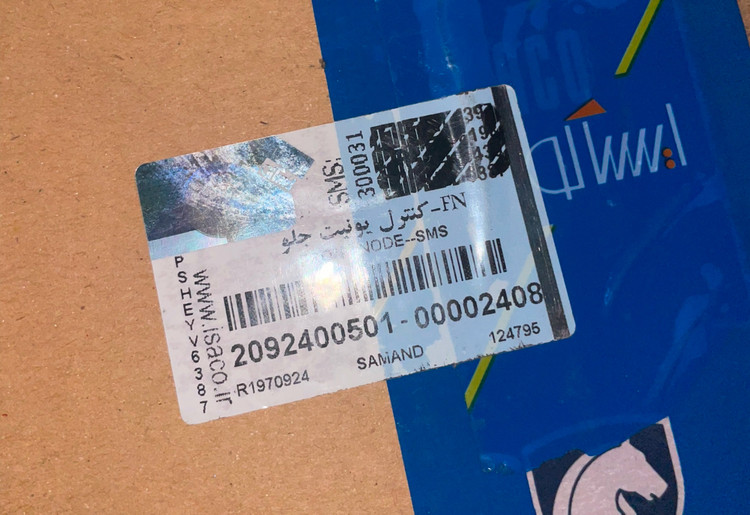 ایساکو
SMS:
300031
FN-کنترل یونیت جلو
NODE--SMS
2092400501-00002408
R1970924 SAMAND 124795
www.isaco.ir
PSHEYV6387